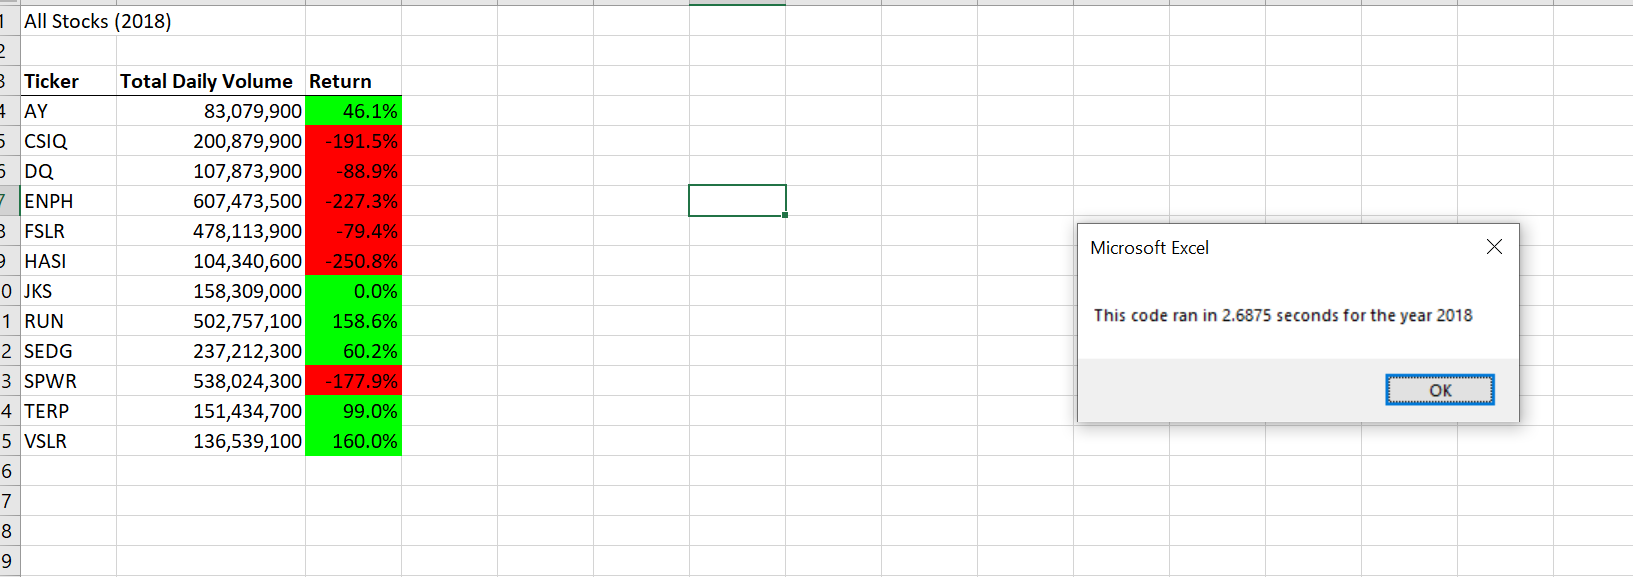 1 All Stocks (2018)
2
3 Ticker Total Daily Volume Return
4 AY 83,079,900 46.1%
5 CSIQ 200,879,900 -191.5%
6 DQ 107,873,900 -88.9%
7 ENPH 607,473,500 -227.3%
8 FSLR 478,113,900 -79.4%
9 HASI 104,340,600 -250.8%
0 JKS 158,309,000 0.0%
1 RUN 502,757,100 158.6%
2 SEDG 237,212,300 60.2%
3 SPWR 538,024,300 -177.9%
4 TERP 151,434,700 99.0%
5 VSLR 136,539,100 160.0%
6
7
8
9
Microsoft Excel
This code ran in 2.6875 seconds for the year 2018
OK